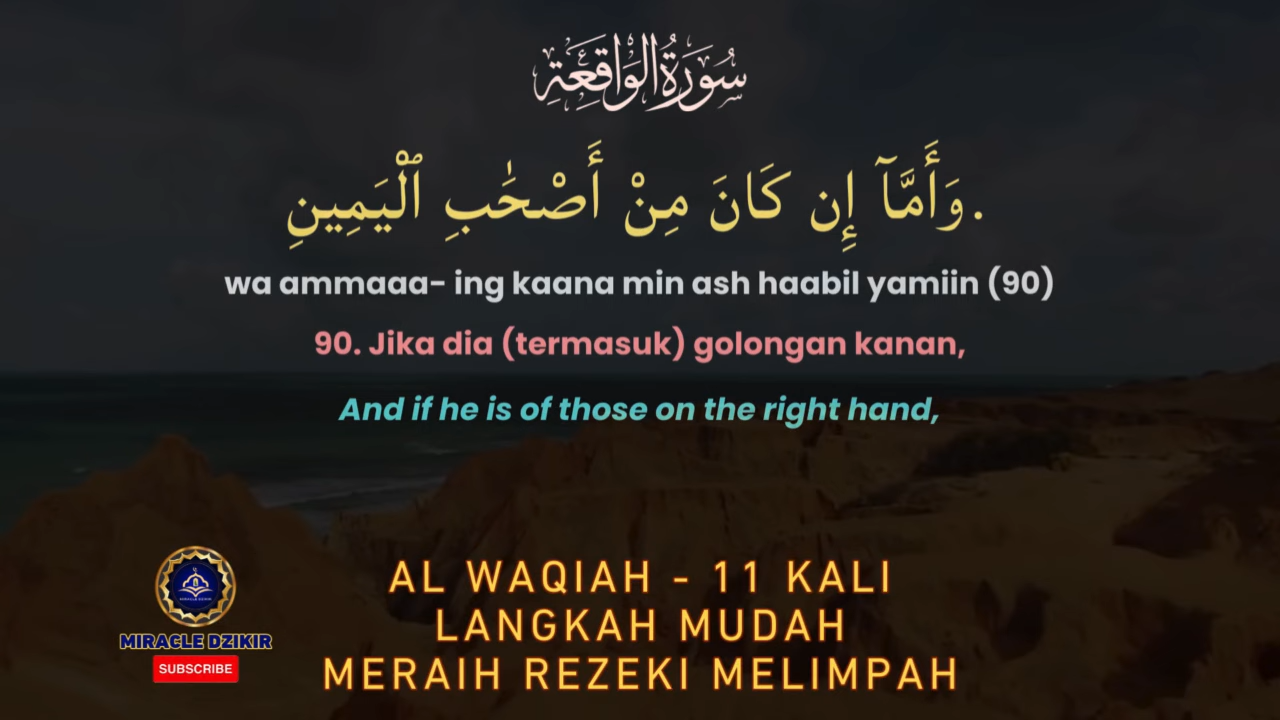 سُورَةُ الوَاقِعَةِ
وَأَمَّآ إِن كَانَ مِنْ أَصْحَٰبِ ٱلْيَمِينِ.
wa ammaaa- ing kaana min ash haabil yamiin (90)
90. Jika dia (termasuk) golongan kanan,
And if he is of those on the right hand,
AL WAQIAH - 11 KALI
LANGKAH MUDAH
MERAIH REZEKI MELIMPAH
MIRACLE DZIKIR
MIRACLE DZIKIR
SUBSCRIBE